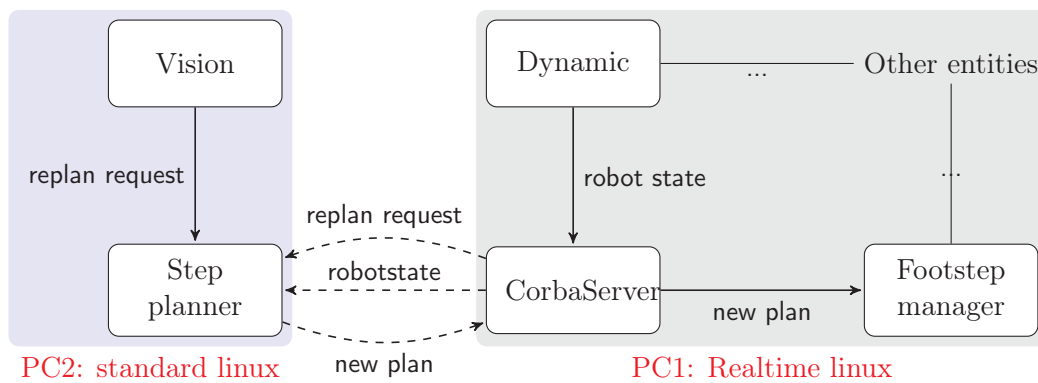 Vision
Dynamic
...
Other entities
replan request
robot state
...
replan request
Step
planner
robotstate
CorbaServer
new plan
Footstep
manager
new plan
PC2: standard linux
PC1: Realtime linux